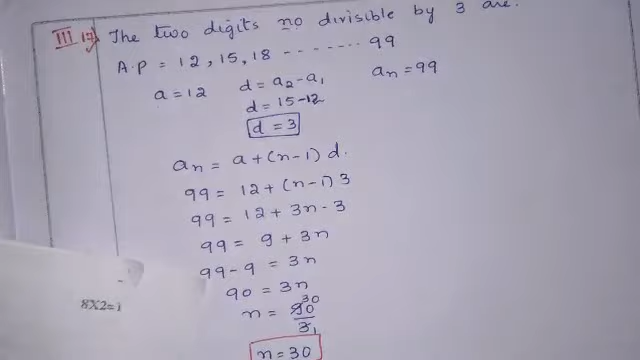 III 17) The two digits no divisible by 3 are.
A.P = 12, 15, 18 - - - - - - - - 99
a = 12 d = a₂ - a₁ aₙ = 99
d = 15 - 12
d = 3
aₙ = a + (n - 1) d.
99 = 12 + (n - 1) 3
99 = 12 + 3n - 3
99 = 9 + 3n
99 - 9 = 3n
90 = 3n
n = 90/3 30 1
n = 30
8X2=1